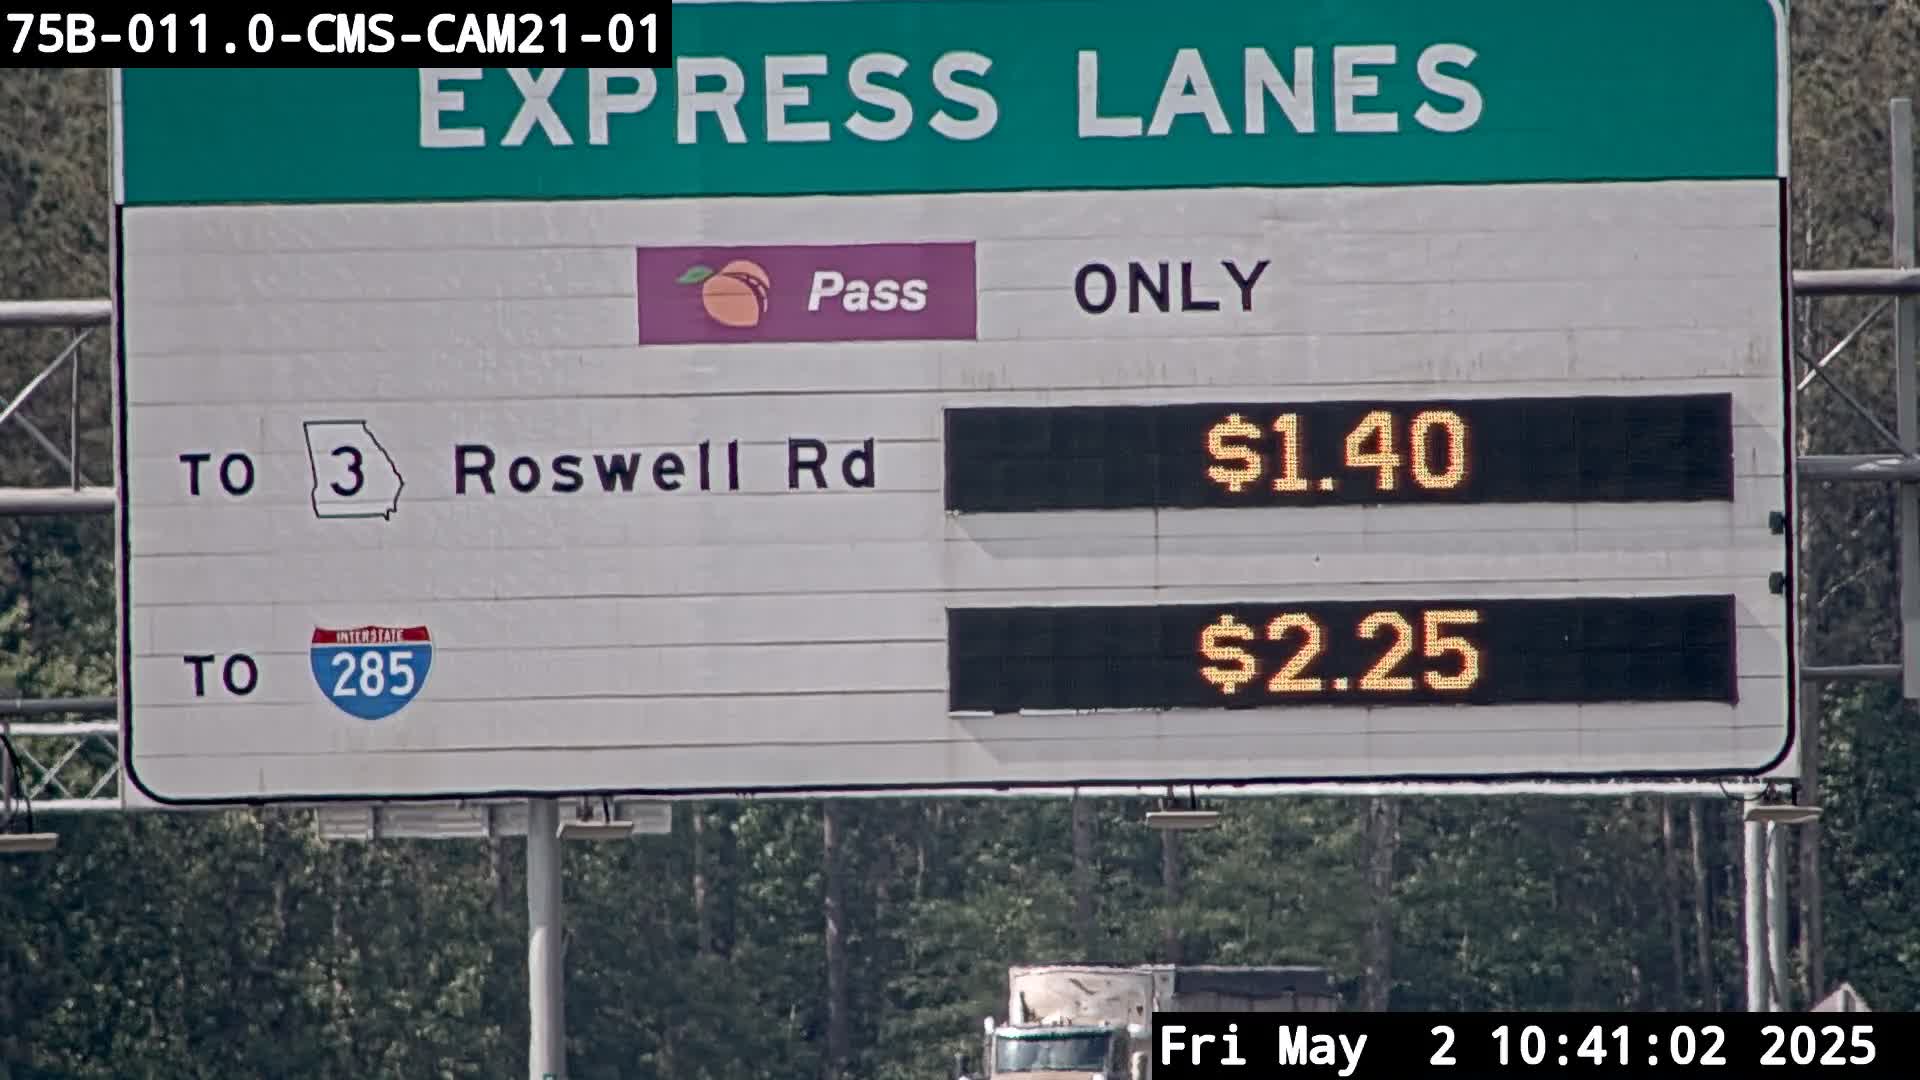 75B-011.0-CMS-CAM21-01
EXPRESS LANES
Pass ONLY
TO 3 Roswell Rd $1.40
INTERSTATE
TO 285 $2.25
Fri May 2 10:41:02 2025